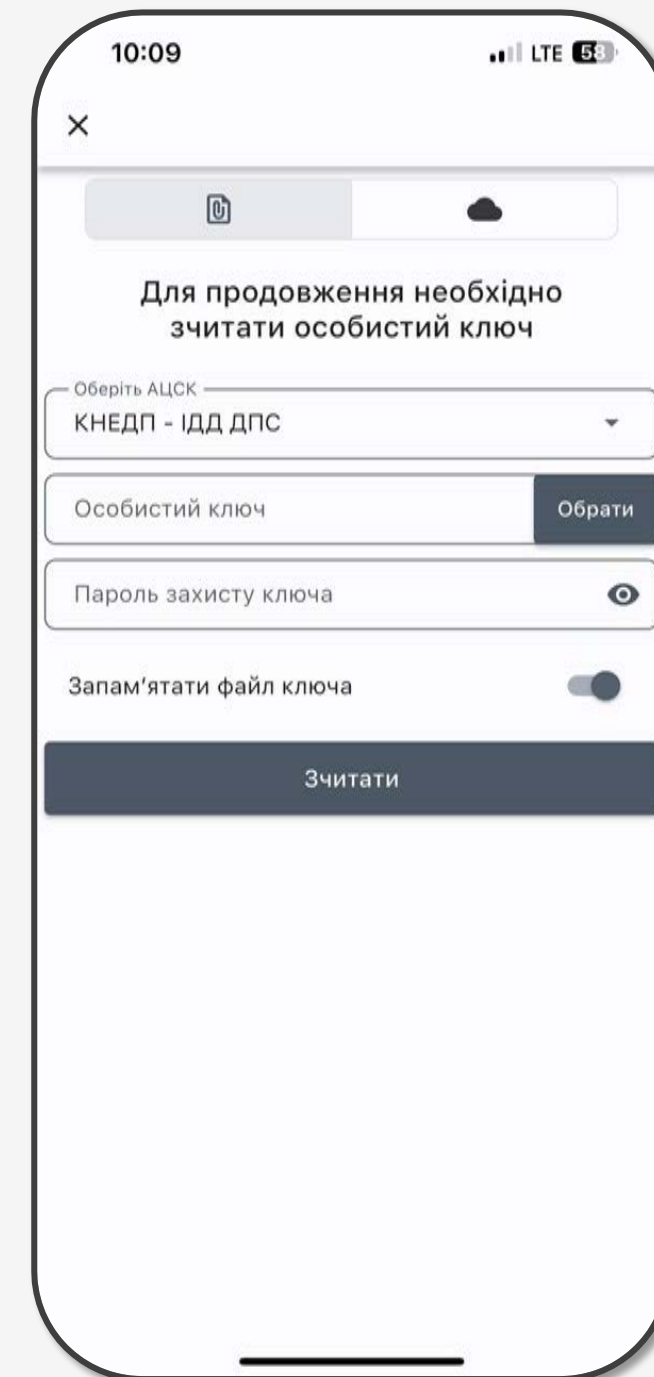 10:09 LTE 58
Для продовження необхідно
зчитати особистий ключ
Оберіть АЦСК
КНЕДП - ІДД ДПС
Особистий ключ Обрати
Пароль захисту ключа
Запам’ятати файл ключа
Зчитати